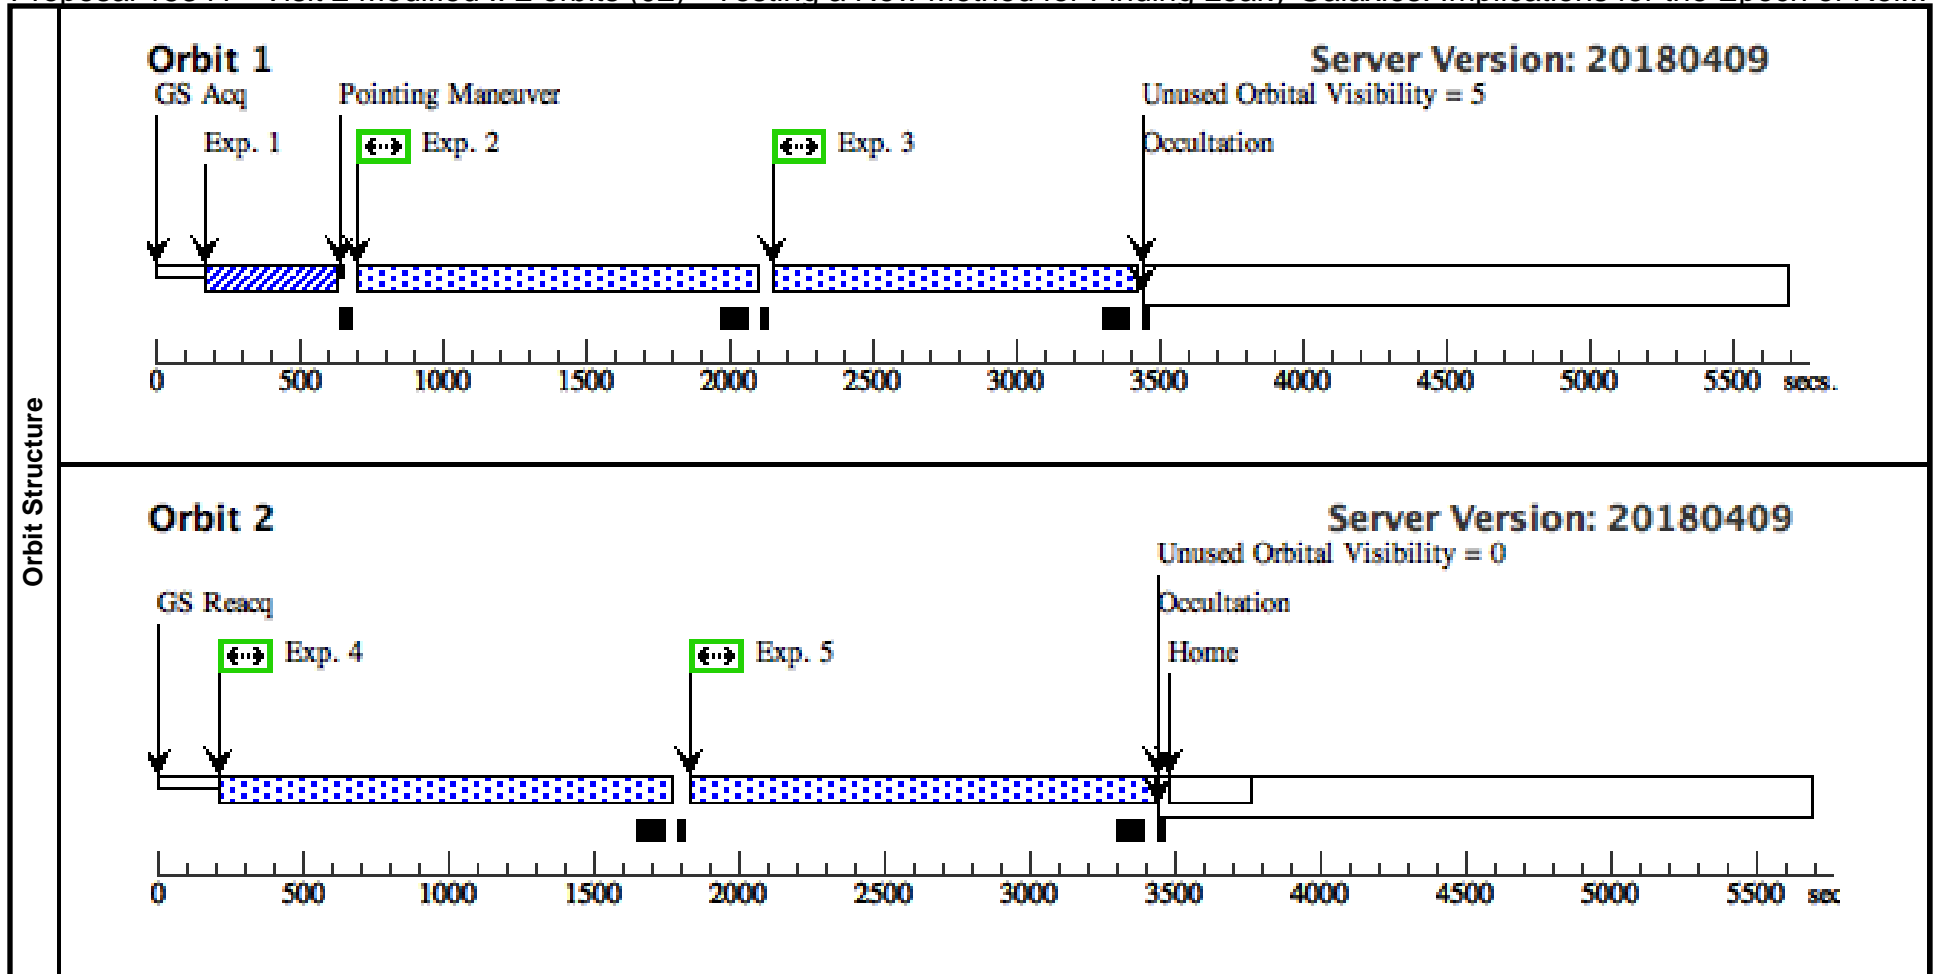 Orbit Structure
Orbit 1
Server Version: 20180409
GS Acq
Pointing Maneuver
Unused Orbital Visibility = 5
Exp. 1
Exp. 2
Exp. 3
Occultation
0 500 1000 1500 2000 2500 3000 3500 4000 4500 5000 5500 secs.
Orbit 2
Server Version: 20180409
Unused Orbital Visibility = 0
GS Reacq
Occultation
Exp. 4
Exp. 5
Home
0 500 1000 1500 2000 2500 3000 3500 4000 4500 5000 5500 sec